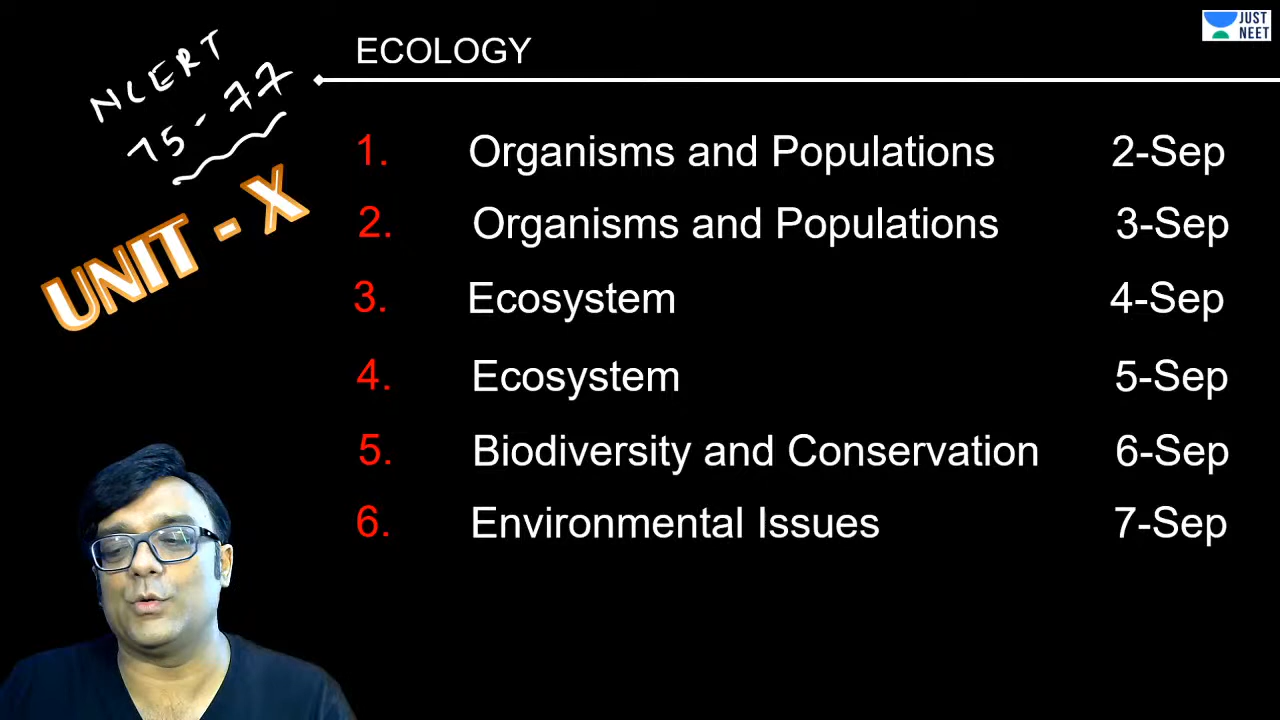 JUST
NEET
ECOLOGY
NCERT
75 - 77
UNIT - X
1. Organisms and Populations 2-Sep
2. Organisms and Populations 3-Sep
3. Ecosystem 4-Sep
4. Ecosystem 5-Sep
5. Biodiversity and Conservation 6-Sep
6. Environmental Issues 7-Sep